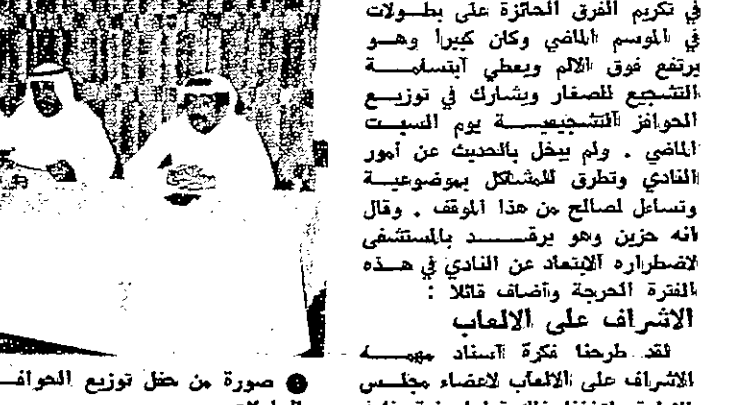 في تكريم الفرق الحائزة على بطولات
في الموسم الماضي وكان كبيرا وهو
يرتفع فوق الالم ويعطي ابتسامة
التشجيع للصغار ويشارك في توزيع
الحوافز التشجيعية يوم السبت
الماضي . ولم يبخل بالحديث عن أمور
النادي وتطرق للمشاكل بموضوعية
وتساءل لصالح من هذا الموقف . وقال
انه حزين وهو يرقد بالمستشفى
لاضطراره الابتعاد عن النادي في هذه
الفترة الحرجة وأضاف قائلا :
الاشراف على الالعاب
لقد طرحنا فكرة اسناد مهمة
الاشراف على الالعاب لاعضاء مجلس
صورة من حفل توزيع الحوافـ